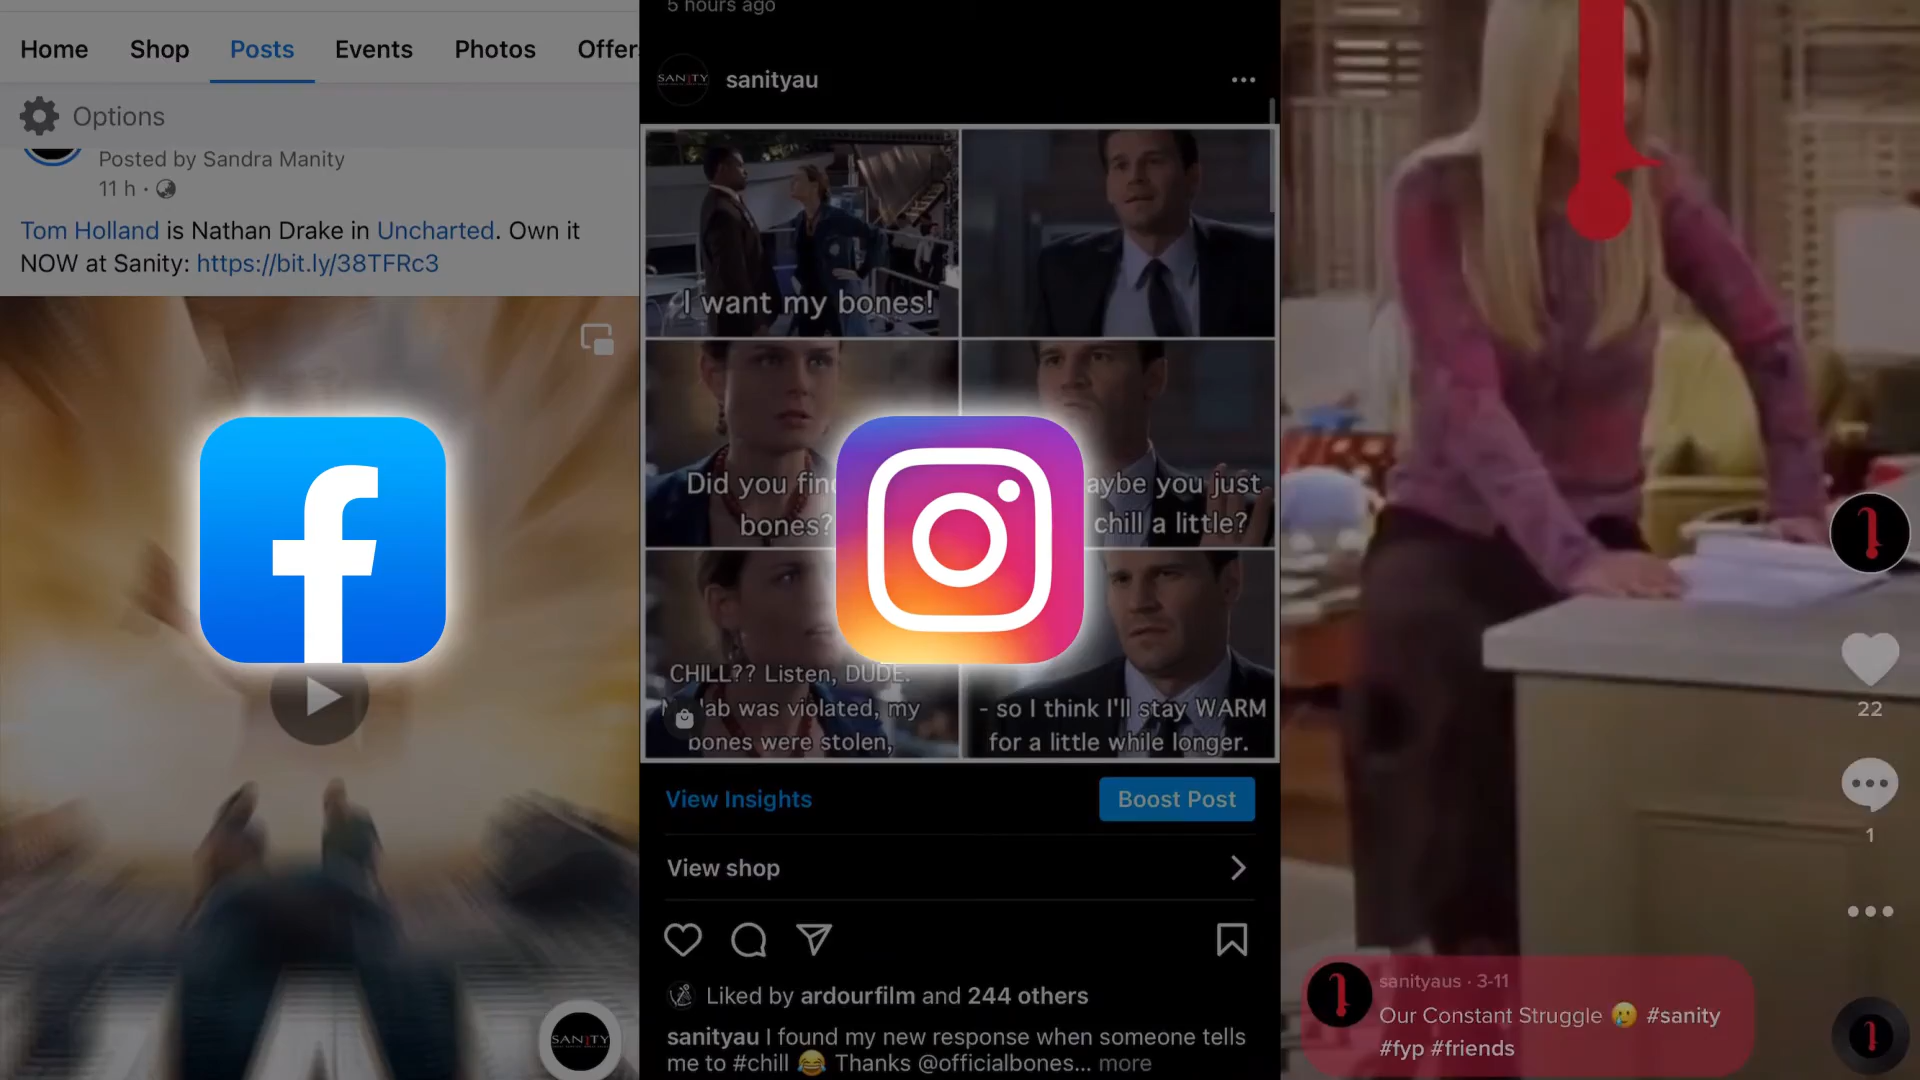 Home Shop Posts Events Photos
Options
Posted by Sandra Manity
11 h ·
Tom Holland is Nathan Drake in Uncharted. Own it
NOW at Sanity: https://bit.ly/38TFRc3
SANITY
5 hours ago
SANITY
sanityau
I want my bones!
Did you
bones?
you just
chill a little?
CHILL?? Listen, DUDE.
lab was violated, my
bones were stolen,
- so I think I'll stay WARM
for a little while longer.
View Insights
Boost Post
View shop
Liked by ardourfilm and 244 others
sanityau I found my new response when someone tells
me to #chill 😂 Thanks @officialbones... more
22
1
sanityaus · 3-11
Our Constant Struggle 🥲 #sanity
#fyp #friends